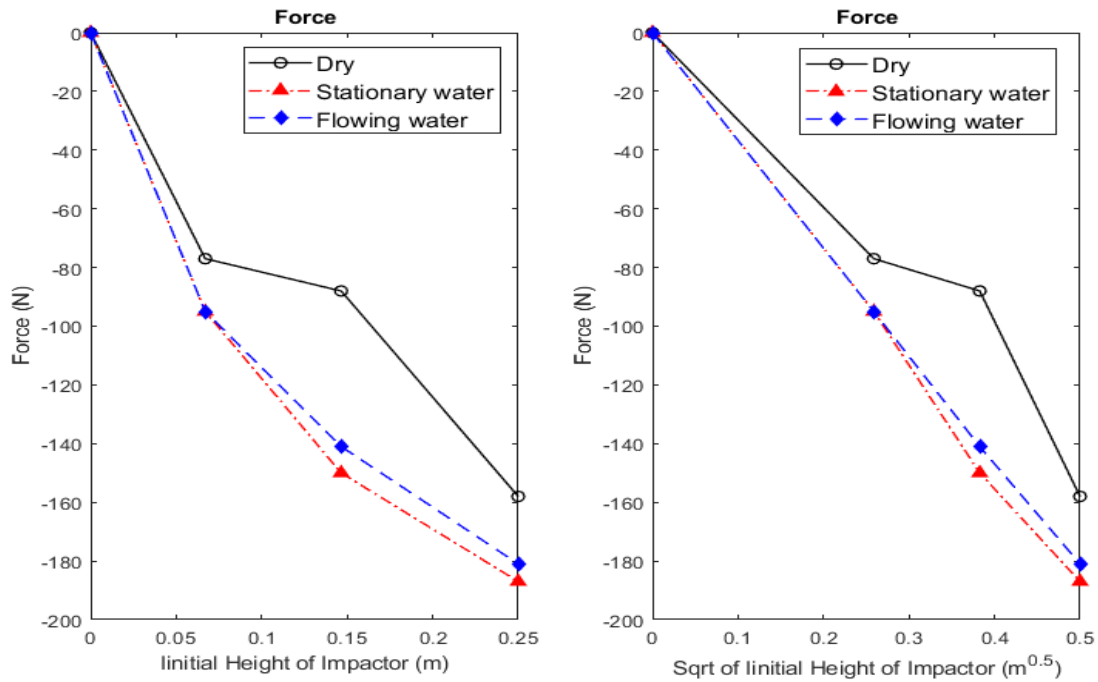 Force
Dry
Stationary water
Flowing water
0
-20
-40
-60
-80
-100
-120
-140
-160
-180
-200
Force (N)
0
0.05
0.1
0.15
0.2
0.25
Iinitial Height of Impactor (m)
Force
Dry
Stationary water
Flowing water
0
-20
-40
-60
-80
-100
-120
-140
-160
-180
-200
Force (N)
0
0.1
0.2
0.3
0.4
0.5
Sqrt of Iinitial Height of Impactor (m^0.5)